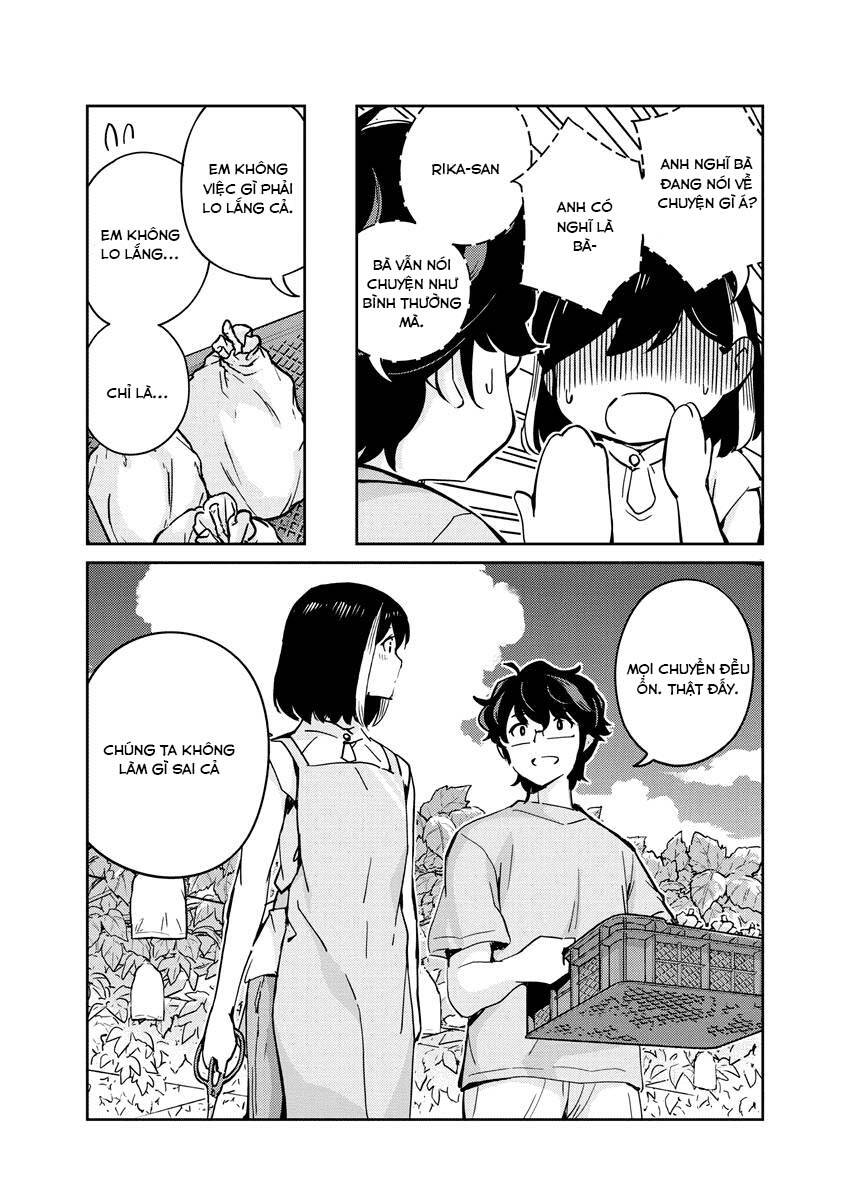 ANH NGHĨ BÀ
ĐANG NÓI VỀ
CHUYỆN GÌ Á?
ANH CÓ
NGHĨ LÀ
BÀ-
RIKA-SAN
BÀ VẪN NÓI
CHUYỆN NHƯ
BÌNH THƯỜNG
MÀ.
EM KHÔNG
VIỆC GÌ PHẢI
LO LẮNG CẢ.
EM KHÔNG
LO LẮNG...
CHỈ LÀ...
MỌI CHUYỂN ĐỀU
ỔN. THẬT ĐẤY.
CHÚNG TA KHÔNG
LÀM GÌ SAI CẢ